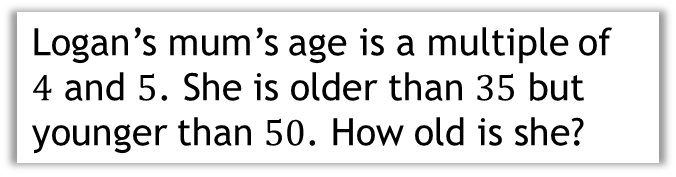 Logan’s mum’s age is a multiple of
4 and 5. She is older than 35 but
younger than 50. How old is she?